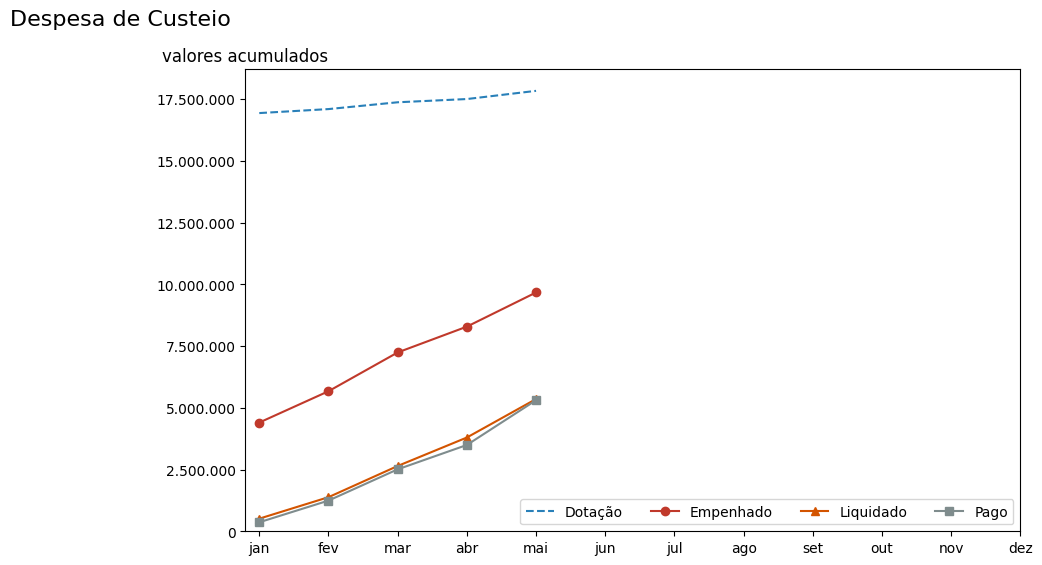 Despesa de Custeio
valores acumulados
17.500.000
15.000.000
12.500.000
10.000.000
7.500.000
5.000.000
2.500.000
0
Dotação Empenhado Liquidado Pago
jan fev mar abr mai jun jul ago set out nov dez